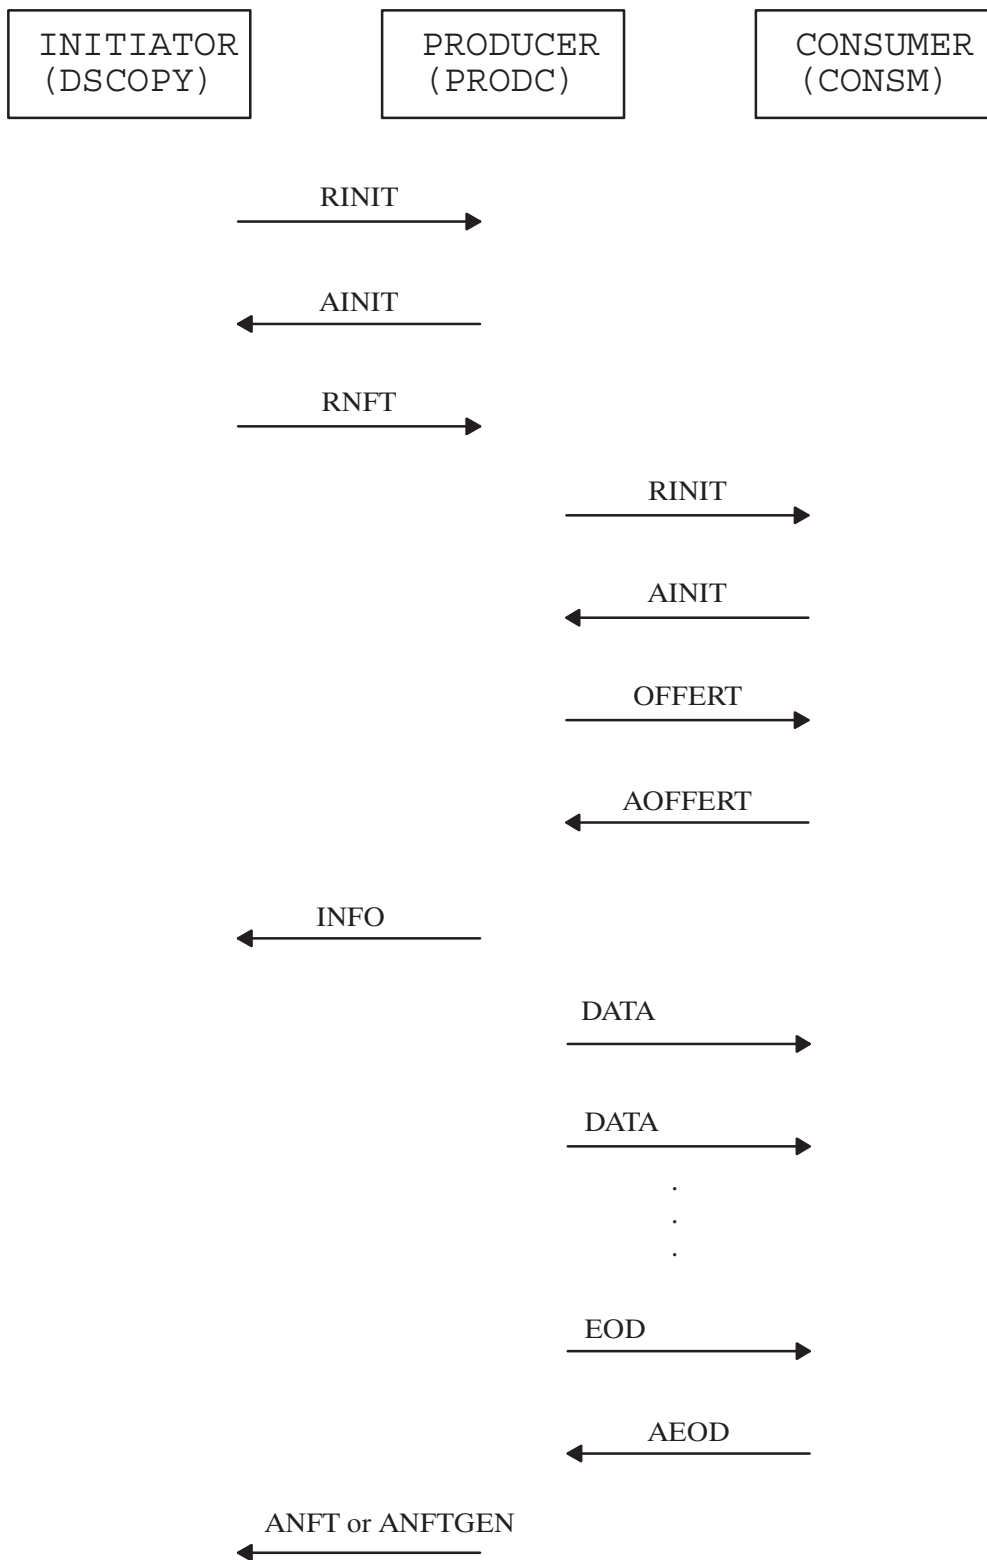 INITIATOR
(DSCOPY)
PRODUCER
(PRODC)
CONSUMER
(CONSM)
RINIT
AINIT
RNFT
RINIT
AINIT
OFFERT
AOFFERT
INFO
DATA
DATA
.
.
.
EOD
AEOD
ANFT or ANFTGEN